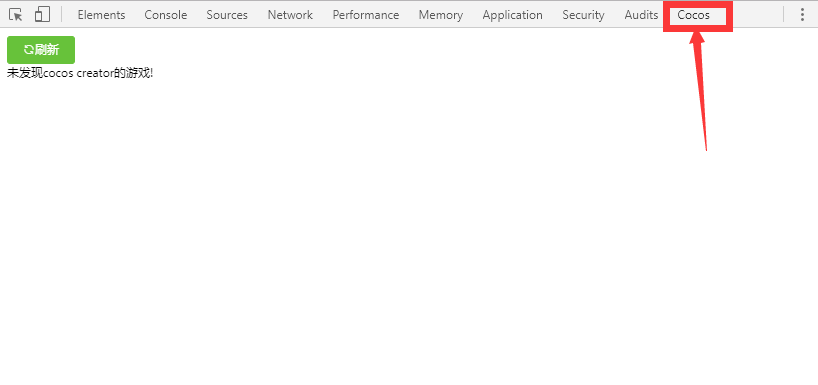 Elements Console Sources Network Performance Memory Application Security Audits Cocos
刷新
未发现cocos creator的游戏!